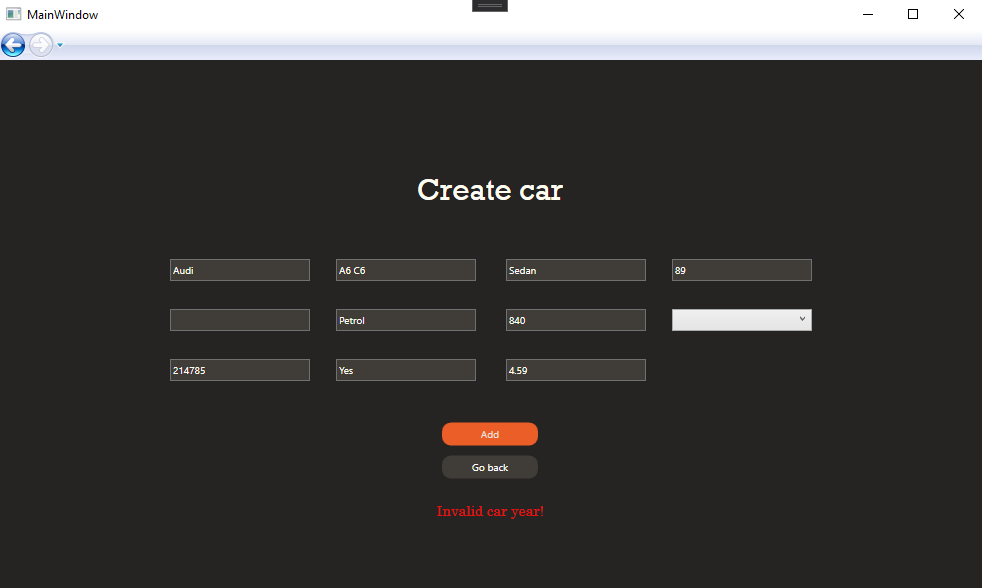 MainWindow
Create car
Audi A6 C6 Sedan 89
Petrol 840
214785 Yes 4.59
Add
Go back
Invalid car year!